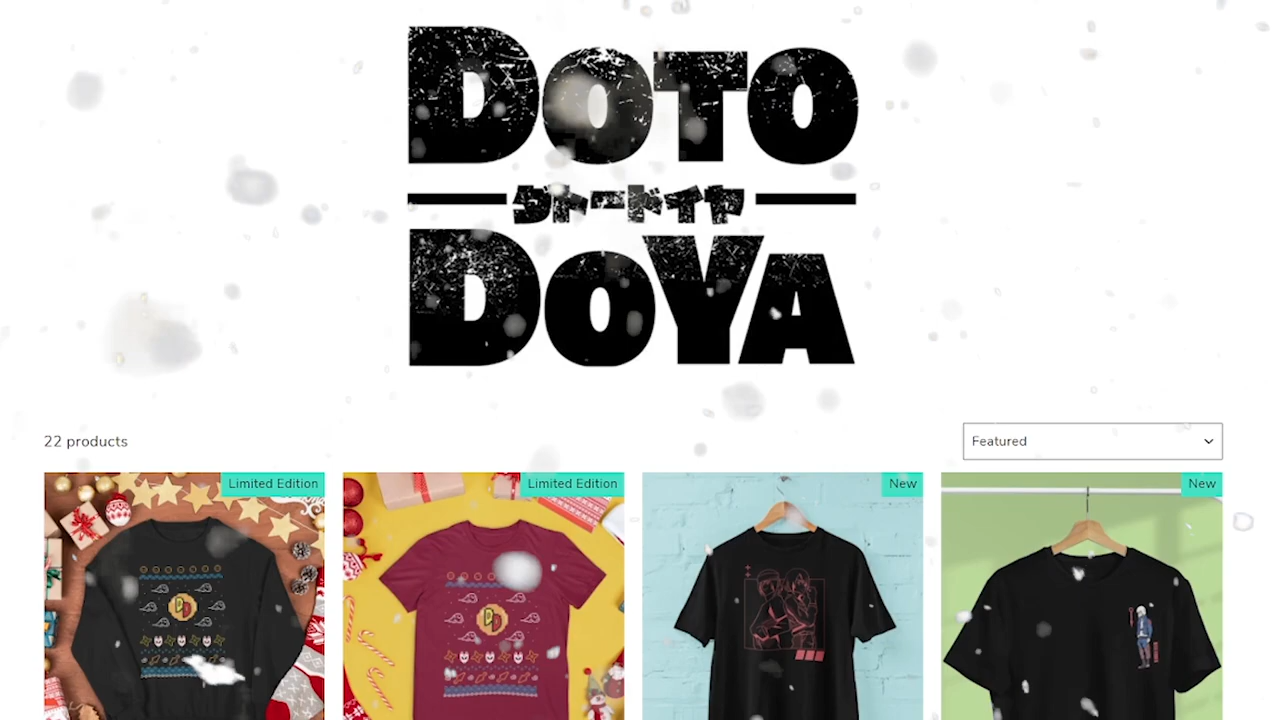 DOTO
ダトードイヤ
DOYA
22 products
Featured
Limited Edition
Limited Edition
New
New